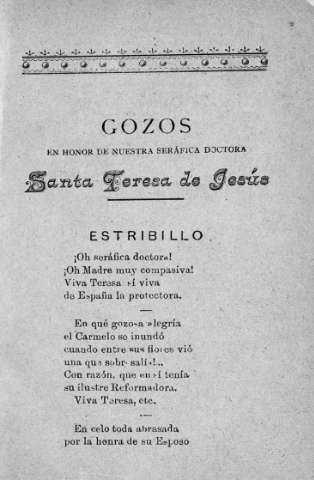 GOZOS
EN HONOR DE NUESTRA SERÁFICA DOCTORA
Santa Teresa de Jesús
ESTRIBILLO
¡Oh seráfica doctora!
¡Oh Madre muy compasiva!
Viva Teresa sí viva
de España la protectora.
En qué gozosa alegría
el Carmelo se inundó
cuando entre sus flores vió
una que sobresalió!...
Con razón, que en sí tenía
su ilustre Reformadora.
Viva Teresa, etc.
En celo toda abrasada
por la honra de su Esposo